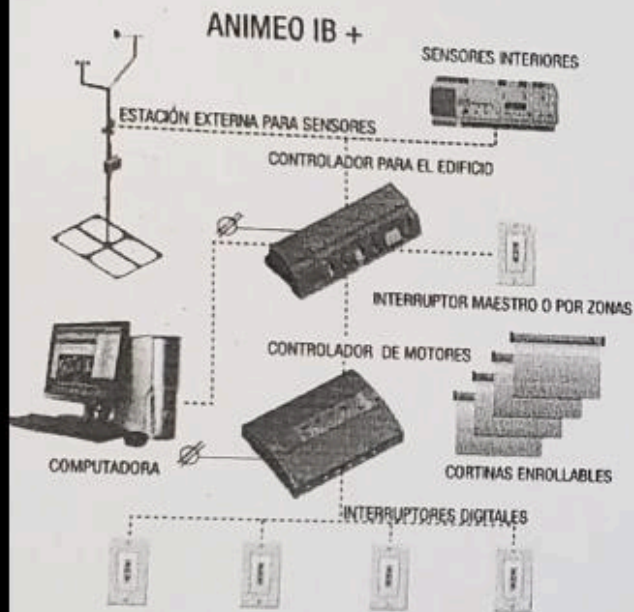 ANIMEO IB +
SENSORES INTERIORES
ESTACIÓN EXTERNA PARA SENSORES
CONTROLADOR PARA EL EDIFICIO
INTERRUPTOR MAESTRO O POR ZONAS
CONTROLADOR DE MOTORES
COMPUTADORA
CORTINAS ENROLLABLES
INTERRUPTORES DIGITALES